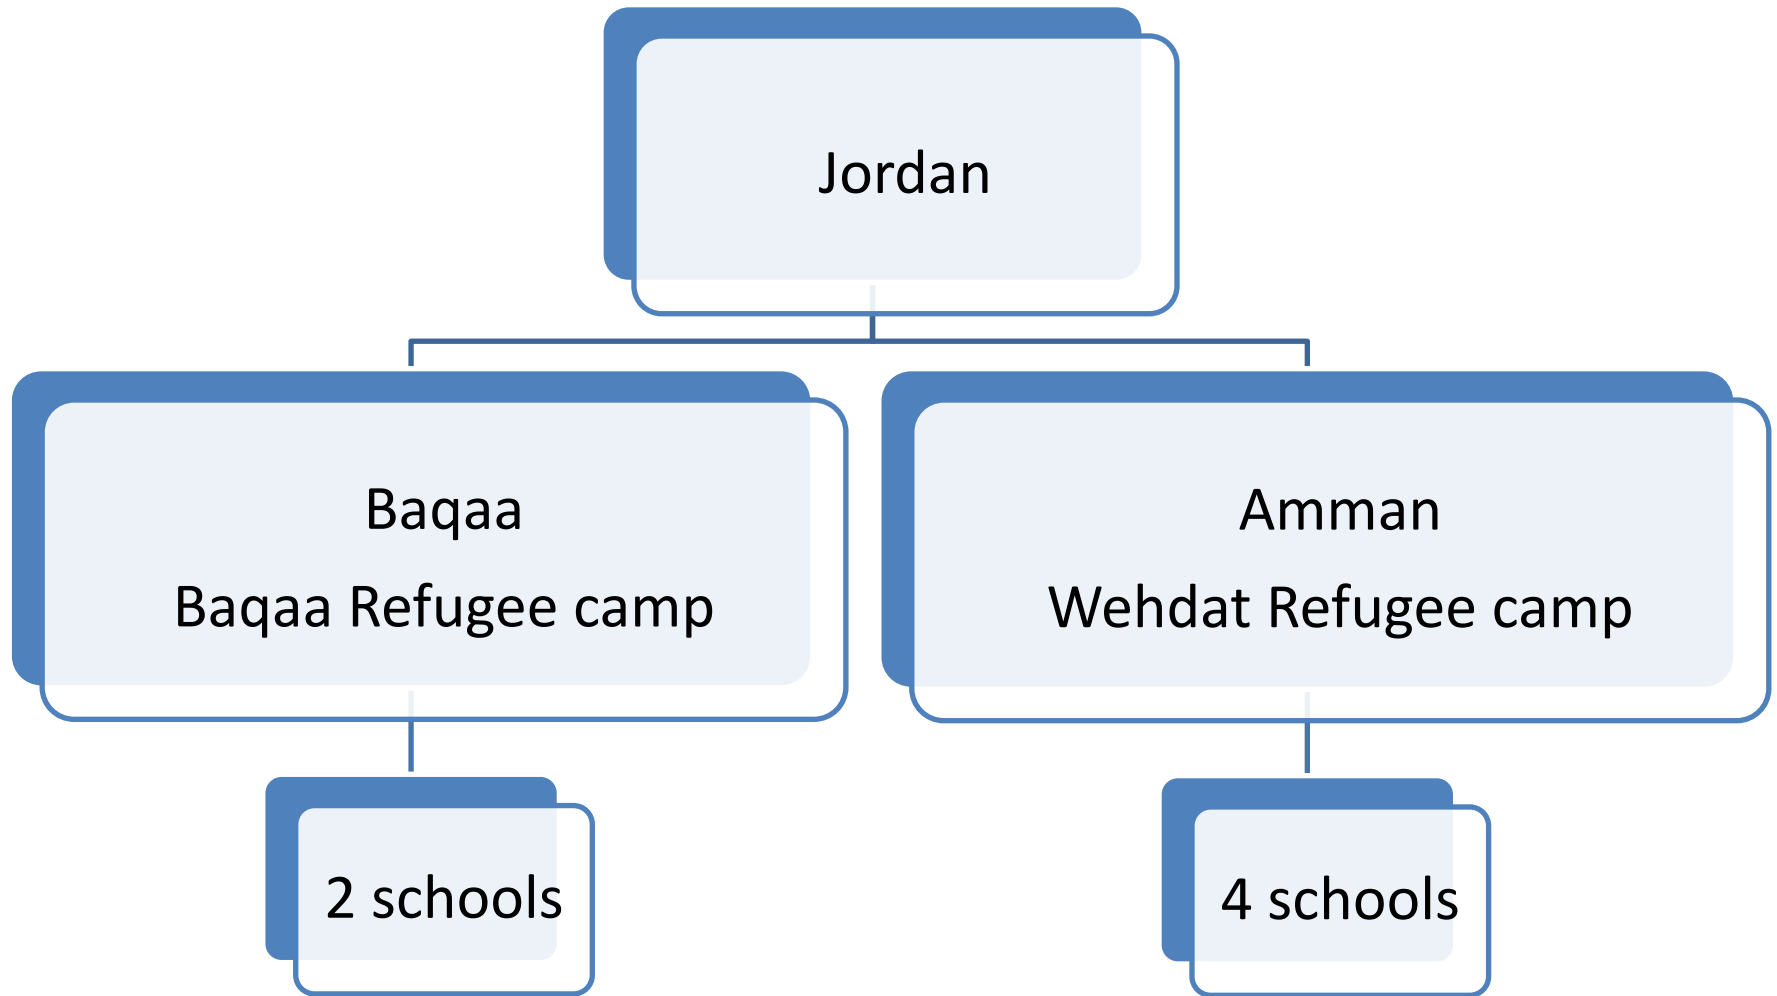 Jordan
Baqaa
Baqaa Refugee camp
Amman
Wehdat Refugee camp
2 schools
4 schools